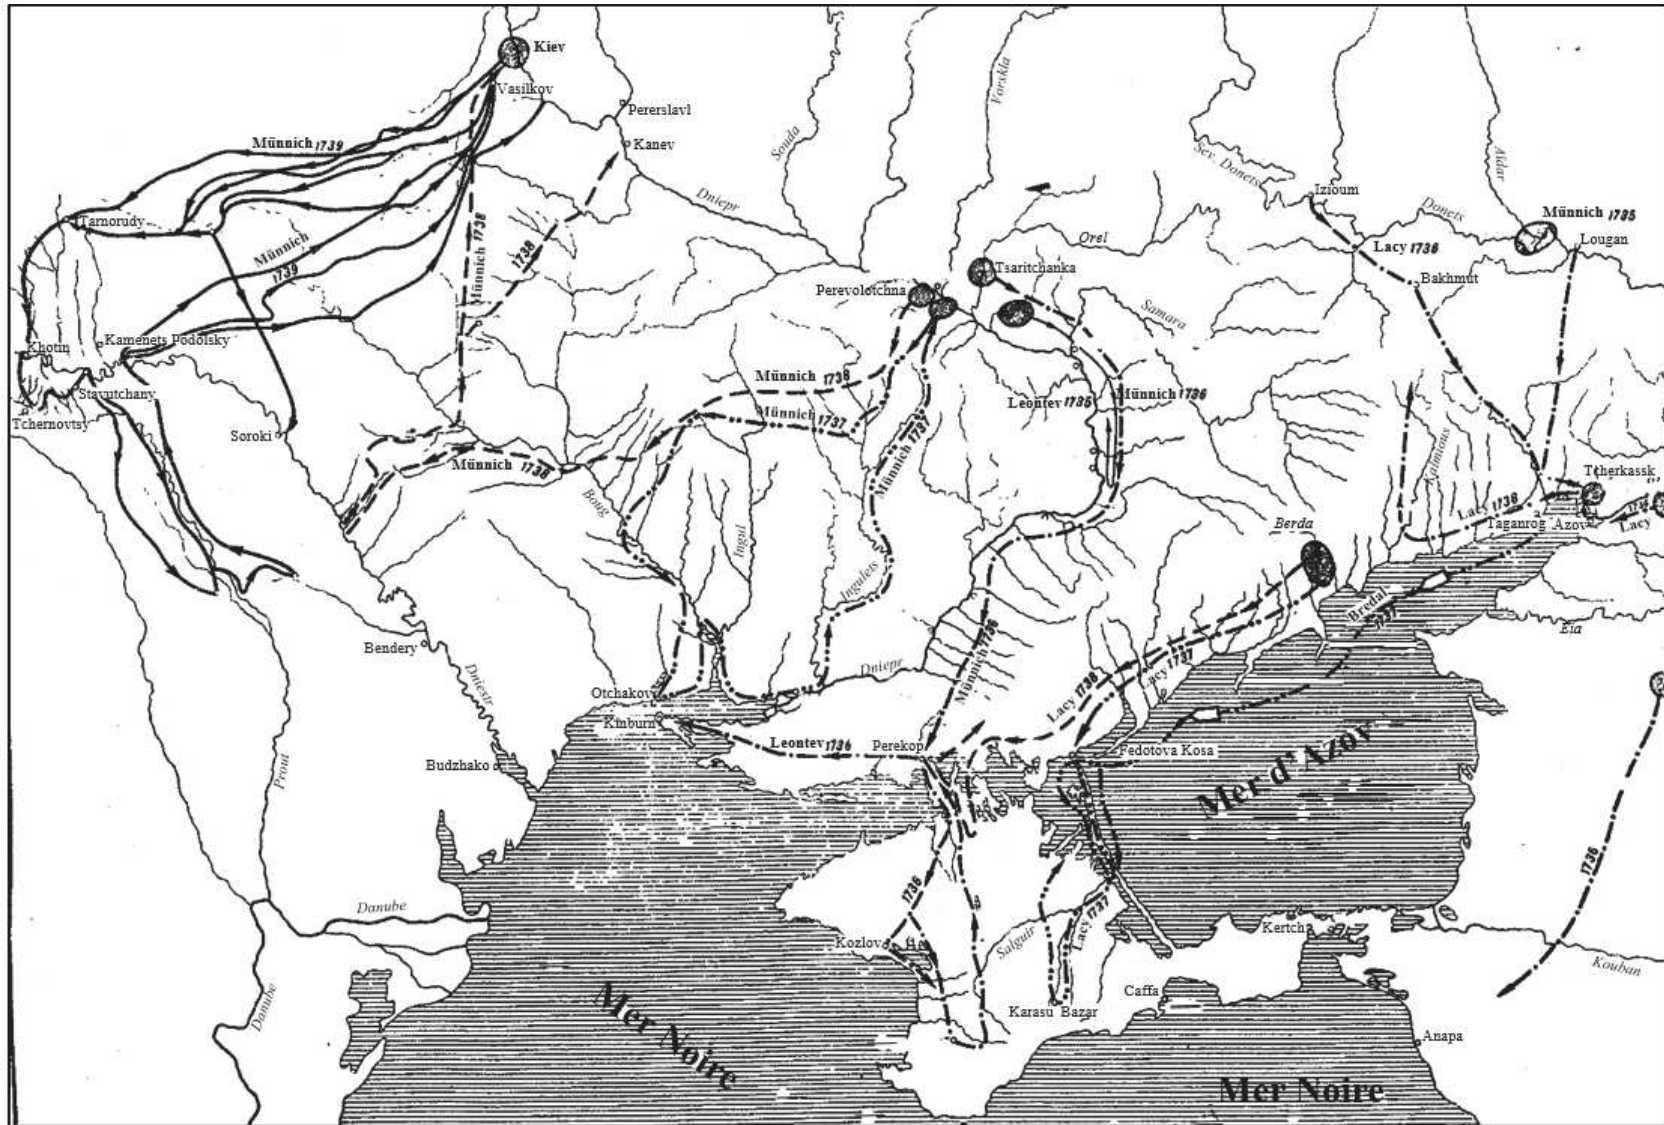 Kiev
Vasilkov
Pererslavl
Kanev
Souda
Vorskla
Sev. Donets
Aidar
Izioum
Donets
Münnich 1735
Lougan
Münnich 1739
Dniepr
Tarnorudy
Münnich
1739
Münnich 1738
1738
Orel
Lacy 1736
Bakhmut
Perevolotchna
Tsaritchanka
Samara
Khotin
Kamenets Podolsky
Stavutchany
Tchernovtsy
Soroki
Münnich 1738
Münnich 1737
Leontev 1735
Münnich 1736
Münnich 1737
Münnich 1738
Boug
Ingul
Ingulets
Kalmious
Tcherkassk
Lacy 1738
Taganrog
Azov
1736
Lacy
Berda
Bredal
1737
Eia
Bendery
Dniestr
Dniepr
Münnich 1736
Otchakov
Kinburn
Lacy 1738
Lacy 1737
Leontev 1736
Perekop
Fedotova Kosa
Budzhako
Prout
Mer d'Azov
1736
1736
Danube
Kozlov
Salguir
Lacy 1737
Kertch
Kouban
Danube
Mer Noire
Karasu Bazar
Caffa
Anapa
Mer Noire